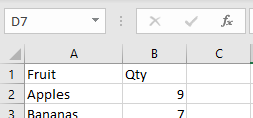 D7
fx
A B C
1 Fruit Qty
2 Apples 9
3 Bananas 7